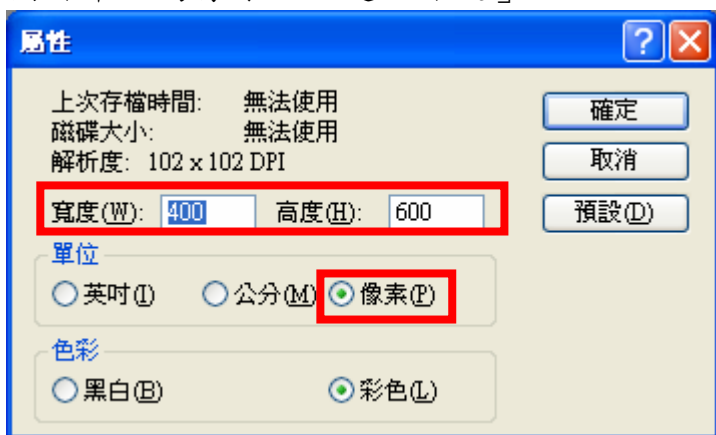 屬性
上次存檔時間: 無法使用
磁碟大小: 無法使用
解析度: 102 x 102 DPI
確定
取消
預設(D)
寬度(W): 400 高度(H): 600
單位
英吋(I) 公分(M) 像素(P)
色彩
黑白(B) 彩色(L)